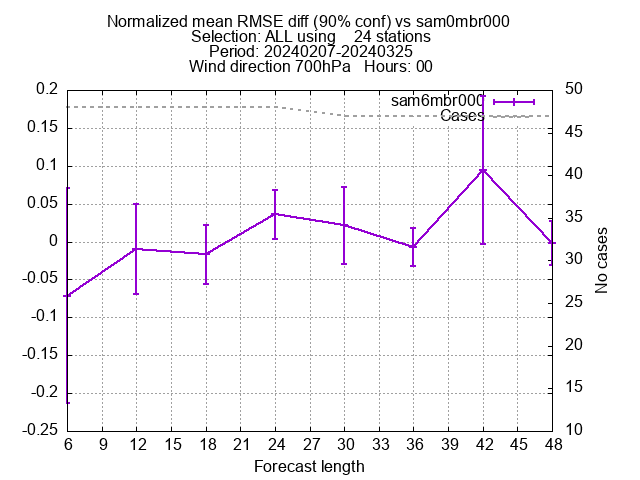 Normalized mean RMSE diff (90% conf) vs sam0mbr000
Selection: ALL using    24 stations
Period: 20240207-20240325
Wind direction 700hPa   Hours: 00
sam6mbr000
Cases
0.2
0.15
0.1
0.05
0
-0.05
-0.1
-0.15
-0.2
-0.25
50
45
40
35
30
25
20
15
10
No cases
6 9 12 15 18 21 24 27 30 33 36 39 42 45 48
Forecast length